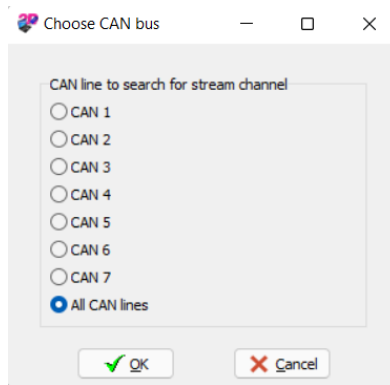 Choose CAN bus
CAN line to search for stream channel
CAN 1
CAN 2
CAN 3
CAN 4
CAN 5
CAN 6
CAN 7
All CAN lines
OK Cancel